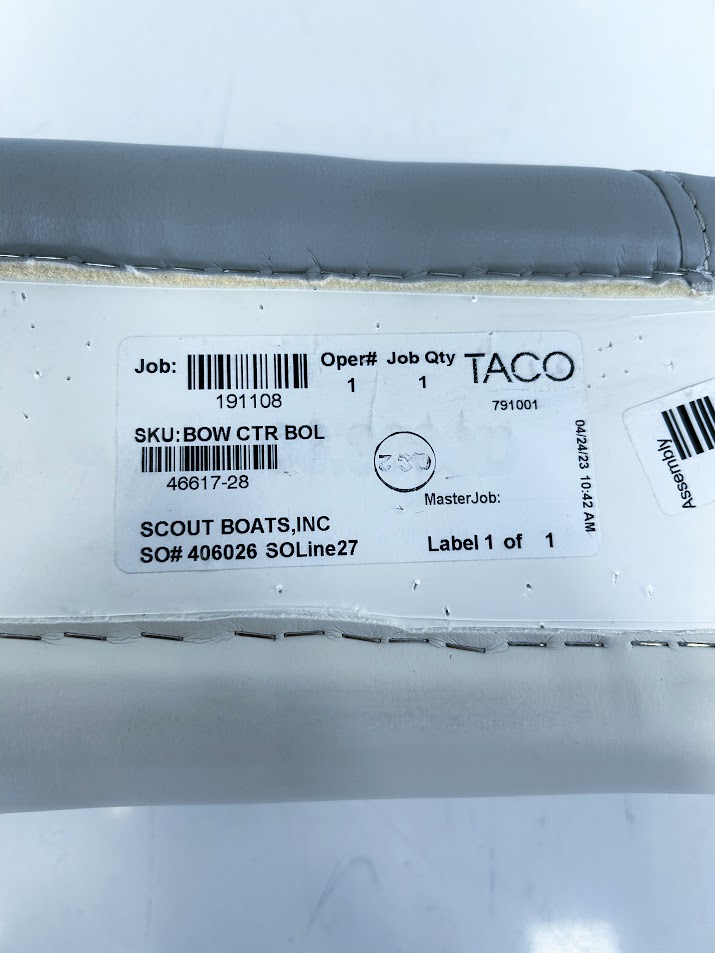 Job:
191108
Oper# Job Qty
1 1
TACO
791001
SKU:BOW CTR BOL
46617-28
04/24/23 10:42 AM
MasterJob:
SCOUT BOATS,INC
SO# 406026 SOLine27
Label 1 of 1
Assembly